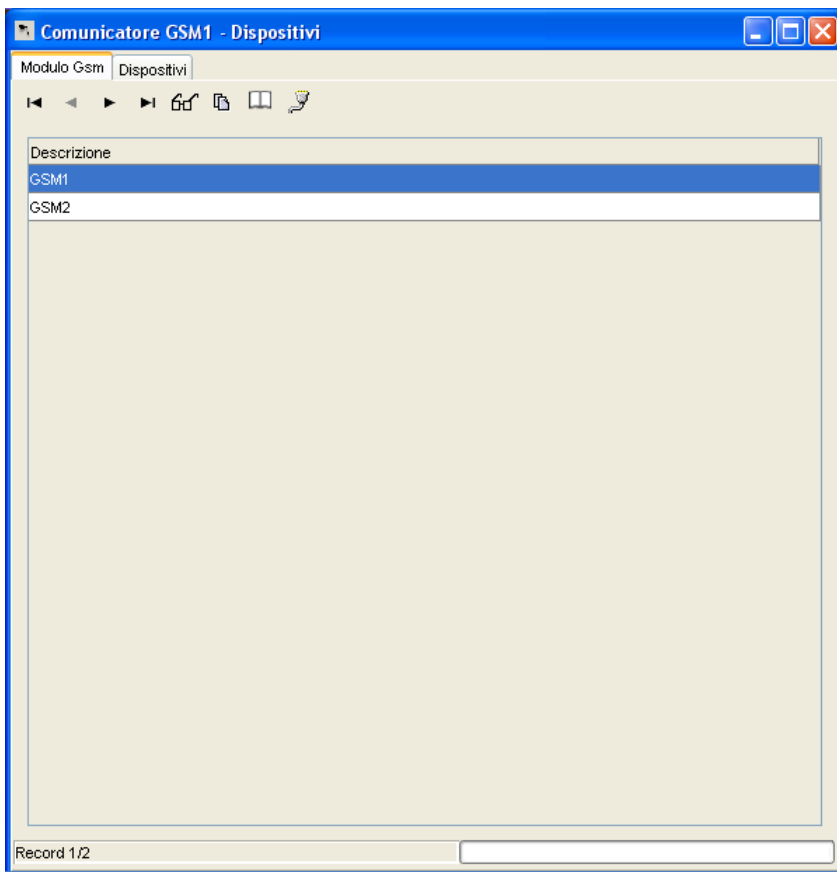 Comunicatore GSM1 - Dispositivi
Modulo Gsm Dispositivi
Descrizione
GSM1
GSM2
Record 1/2